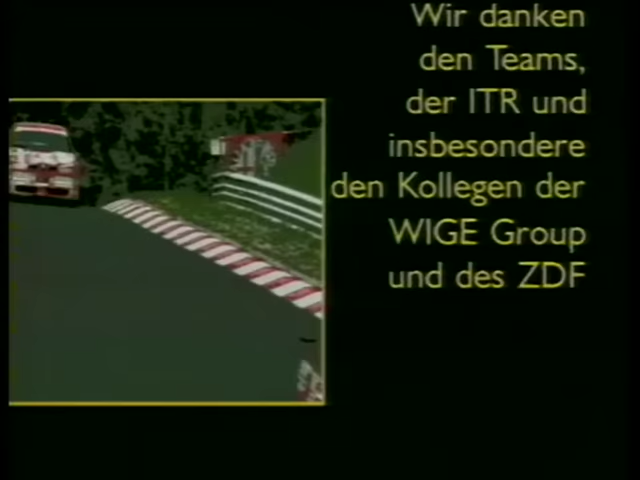 Wir danken
den Teams,
der ITR und
insbesondere
den Kollegen der
WIGE Group
und des ZDF